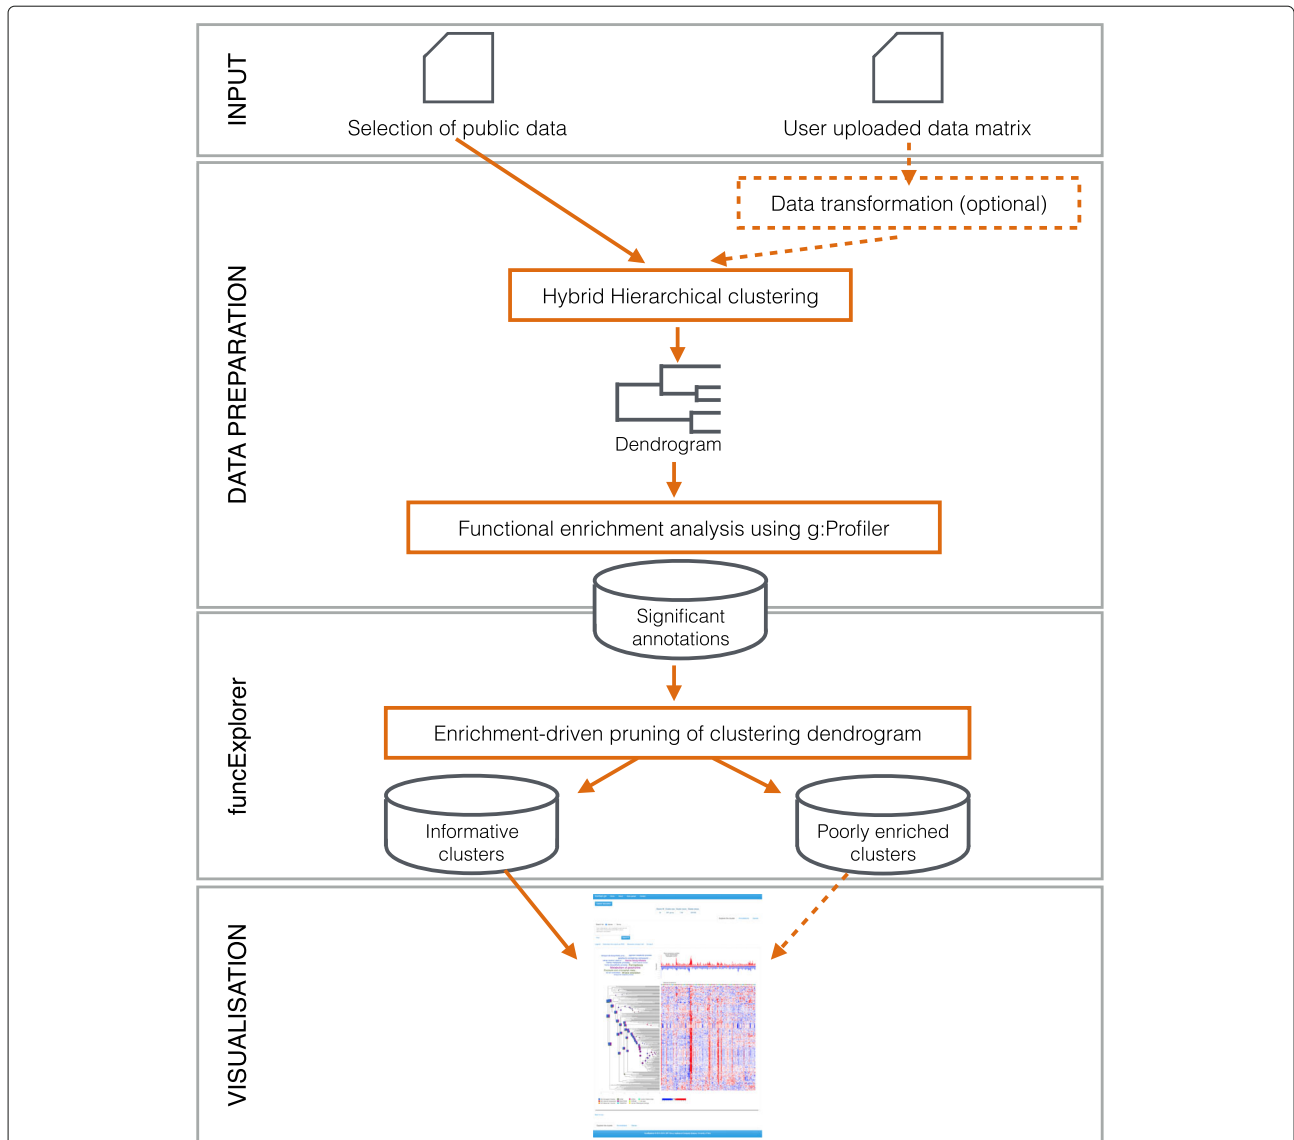 INPUT
Selection of public data
User uploaded data matrix
DATA PREPARATION
Data transformation (optional)
Hybrid Hierarchical clustering
Dendrogram
Functional enrichment analysis using g:Profiler
Significant
annotations
funcExplorer
Enrichment-driven pruning of clustering dendrogram
Informative
clusters
Poorly enriched
clusters
VISUALISATION